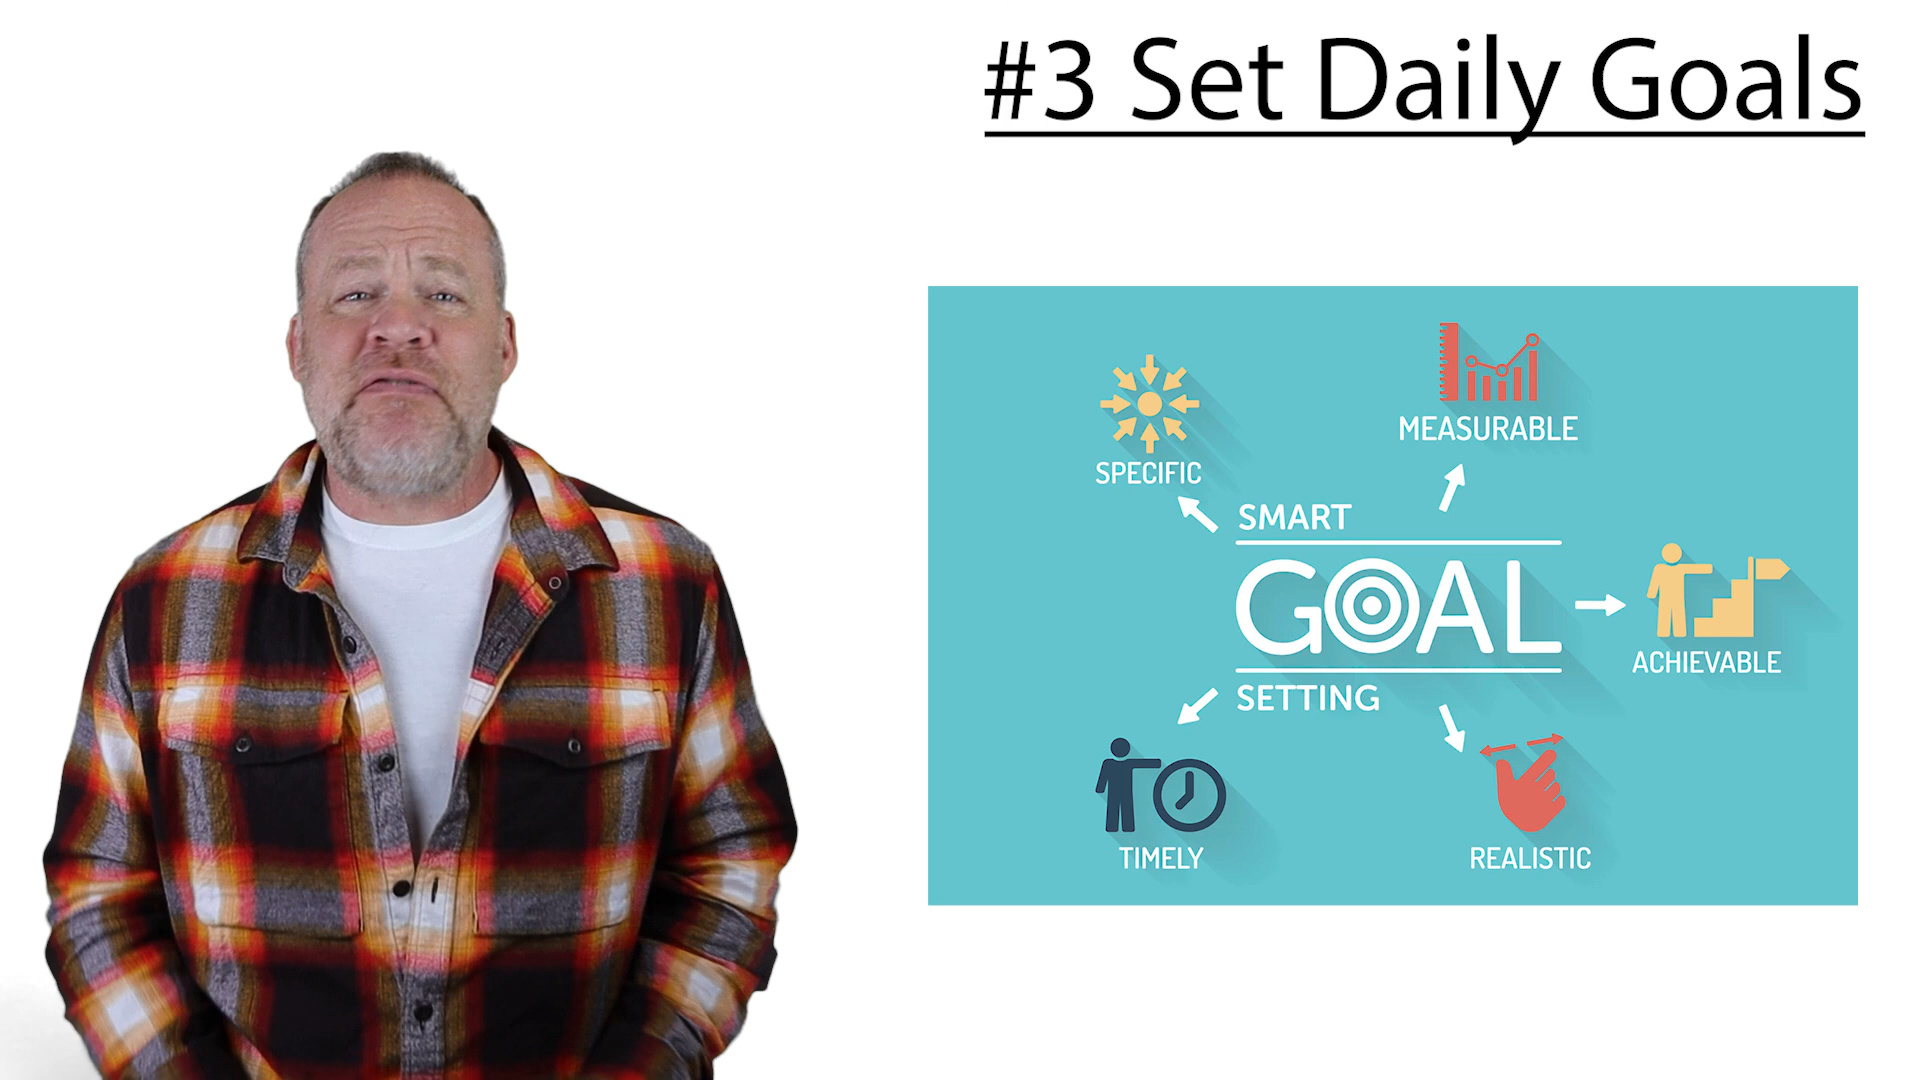 #3 Set Daily Goals
SPECIFIC
MEASURABLE
SMART
GOAL
SETTING
ACHIEVABLE
TIMELY
REALISTIC